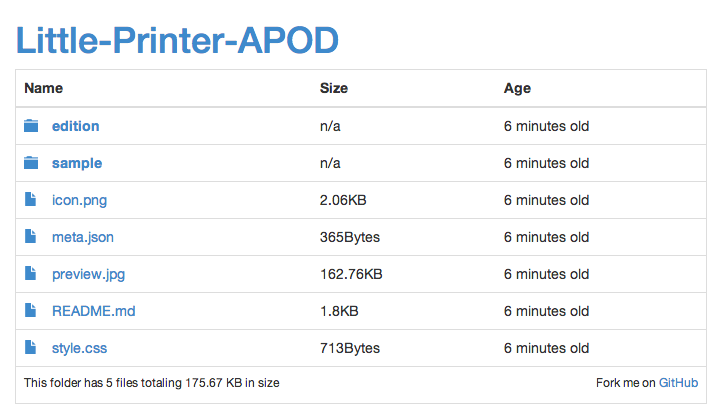 Little-Printer-APOD
Name Size Age
edition n/a 6 minutes old
sample n/a 6 minutes old
icon.png 2.06KB 6 minutes old
meta.json 365Bytes 6 minutes old
preview.jpg 162.76KB 6 minutes old
README.md 1.8KB 6 minutes old
style.css 713Bytes 6 minutes old
This folder has 5 files totaling 175.67 KB in size Fork me on GitHub